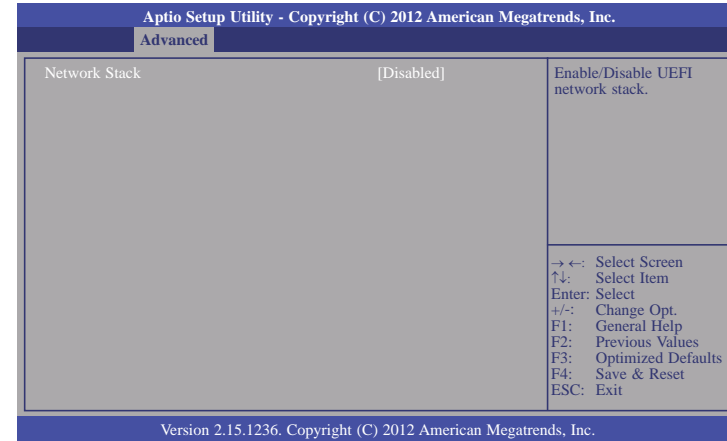 Aptio Setup Utility - Copyright (C) 2012 American Megatrends, Inc.
Advanced
Network Stack [Disabled]
Enable/Disable UEFI
network stack.
→←: Select Screen
↑↓: Select Item
Enter: Select
+/-: Change Opt.
F1: General Help
F2: Previous Values
F3: Optimized Defaults
F4: Save & Reset
ESC: Exit
Version 2.15.1236. Copyright (C) 2012 American Megatrends, Inc.